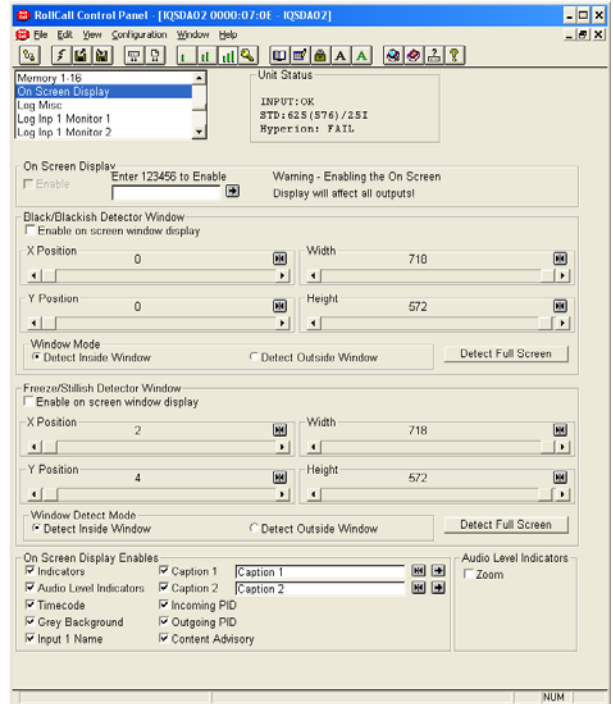 RollCall Control Panel - [IQSDA02 0000:07:0E - IQSDA02]
File Edit View Configuration Window Help
Memory 1-16
On Screen Display
Log Misc
Log Inp 1 Monitor 1
Log Inp 1 Monitor 2
Unit Status
INPUT:OK
STD:625(576)/25I
Hyperion: FAIL
On Screen Display
Enable
Enter 123456 to Enable
Warning - Enabling the On Screen
Display will affect all outputs!
Black/Blackish Detector Window
Enable on screen window display
X Position
0
Width
718
Y Position
0
Height
572
Window Mode
Detect Inside Window
Detect Outside Window
Detect Full Screen
Freeze/Stillish Detector Window
Enable on screen window display
X Position
2
Width
718
Y Position
4
Height
572
Window Detect Mode
Detect Inside Window
Detect Outside Window
Detect Full Screen
On Screen Display Enables
Indicators
Caption 1
Caption 1
Audio Level Indicators
Caption 2
Caption 2
Timecode
Incoming PID
Grey Background
Outgoing PID
Input 1 Name
Content Advisory
Audio Level Indicators
Zoom
NUM